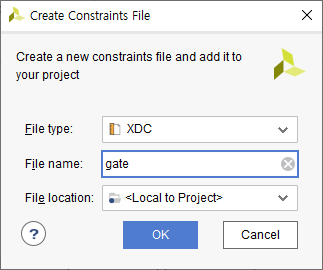 Create Constraints File
Create a new constraints file and add it to
your project
File type: XDC
File name: gate
File location: <Local to Project>
? OK Cancel